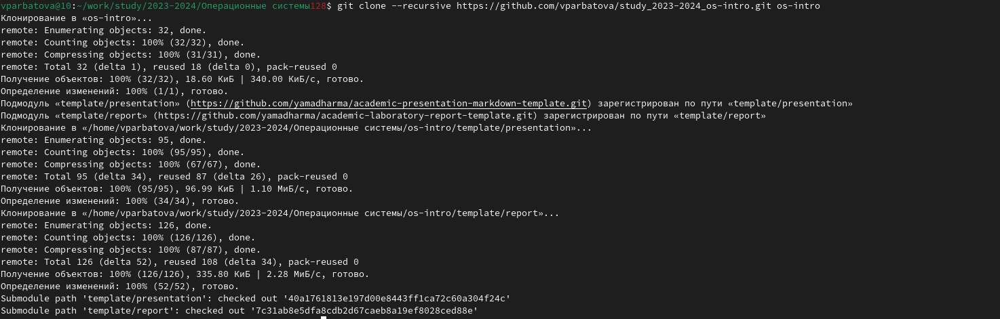 vparbatova@10:~/work/study/2023-2024/Операционные системы128$ git clone --recursive https://github.com/vparbatova/study_2023-2024_os-intro.git os-intro
Клонирование в «os-intro»...
remote: Enumerating objects: 32, done.
remote: Counting objects: 100% (32/32), done.
remote: Compressing objects: 100% (31/31), done.
remote: Total 32 (delta 1), reused 18 (delta 0), pack-reused 0
Получение объектов: 100% (32/32), 18.60 КиБ | 340.00 КиБ/с, готово.
Определение изменений: 100% (1/1), готово.
Подмодуль «template/presentation» (https://github.com/yamadharma/academic-presentation-markdown-template.git) зарегистрирован по пути «template/presentation»
Подмодуль «template/report» (https://github.com/yamadharma/academic-laboratory-report-template.git) зарегистрирован по пути «template/report»
Клонирование в «/home/vparbatova/work/study/2023-2024/Операционные системы/os-intro/template/presentation»...
remote: Enumerating objects: 95, done.
remote: Counting objects: 100% (95/95), done.
remote: Compressing objects: 100% (67/67), done.
remote: Total 95 (delta 34), reused 87 (delta 26), pack-reused 0
Получение объектов: 100% (95/95), 96.99 КиБ | 1.10 МиБ/с, готово.
Определение изменений: 100% (34/34), готово.
Клонирование в «/home/vparbatova/work/study/2023-2024/Операционные системы/os-intro/template/report»...
remote: Enumerating objects: 126, done.
remote: Counting objects: 100% (126/126), done.
remote: Compressing objects: 100% (87/87), done.
remote: Total 126 (delta 52), reused 108 (delta 34), pack-reused 0
Получение объектов: 100% (126/126), 335.80 КиБ | 2.28 МиБ/с, готово.
Определение изменений: 100% (52/52), готово.
Submodule path 'template/presentation': checked out '40a1761813e197d00e8443ff1ca72c60a304f24c'
Submodule path 'template/report': checked out '7c31ab8e5dfa8cdb2d67caeb8a19ef8028ced88e'